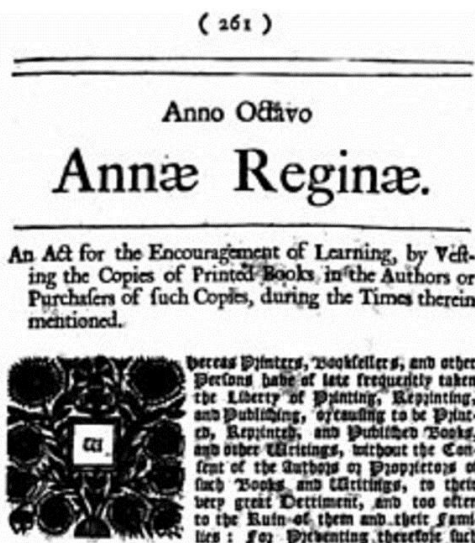 ( 261 )
Anno Octavo
Annæ Reginæ.
An Act for the Encouragement of Learning, by Veſt-
ing the Copies of Printed Books in the Authors or
Purchaſers of ſuch Copies, during the Times therein
mentioned.
Whereas Printers, Bookſellers, and other
Perſons have of late frequently taken
the Liberty of Printing, Reprinting,
and Publiſhing, or cauſing to be Print-
ed, Reprinted, and Publiſhed Books,
and other Writings, without the Con-
ſent of the Authors or Proprietors of
ſuch Books and Writings, to their
very great Detriment, and too often
to the Ruin of them and their Fami-
lies: For Preventing therefore ſuch